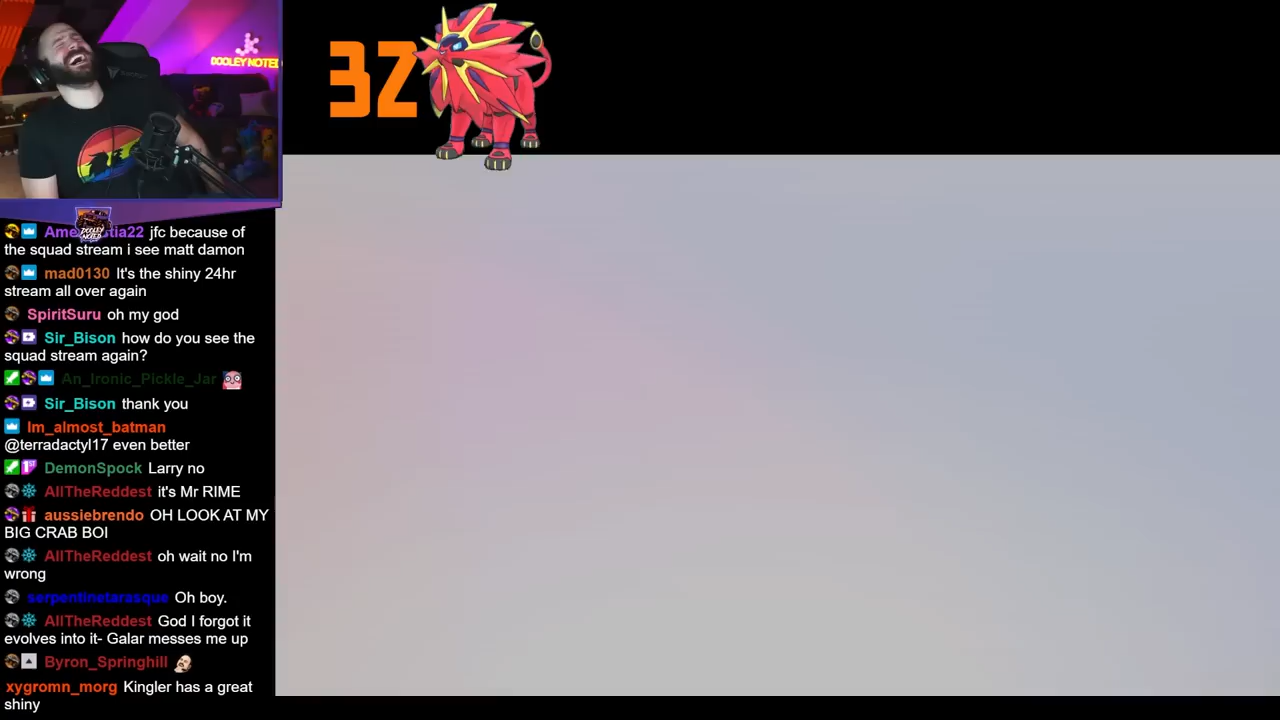 DOOLEY NOTED
32
DOOLEY NOTED
Ame stia22 jfc because of
the squad stream i see matt damon
mad0130 It's the shiny 24hr
stream all over again
SpiritSuru oh my god
Sir_Bison how do you see the
squad stream again?
An_Ironic_Pickle_Jar
Sir_Bison thank you
Im_almost_batman
@terradactyl17 even better
DemonSpock Larry no
AllTheReddest it's Mr RIME
aussiebrendo OH LOOK AT MY
BIG CRAB BOI
AllTheReddest oh wait no I'm
wrong
serpentinetarasque Oh boy.
AllTheReddest God I forgot it
evolves into it- Galar messes me up
Byron_Springhill
xygromn_morg Kingler has a great
shiny